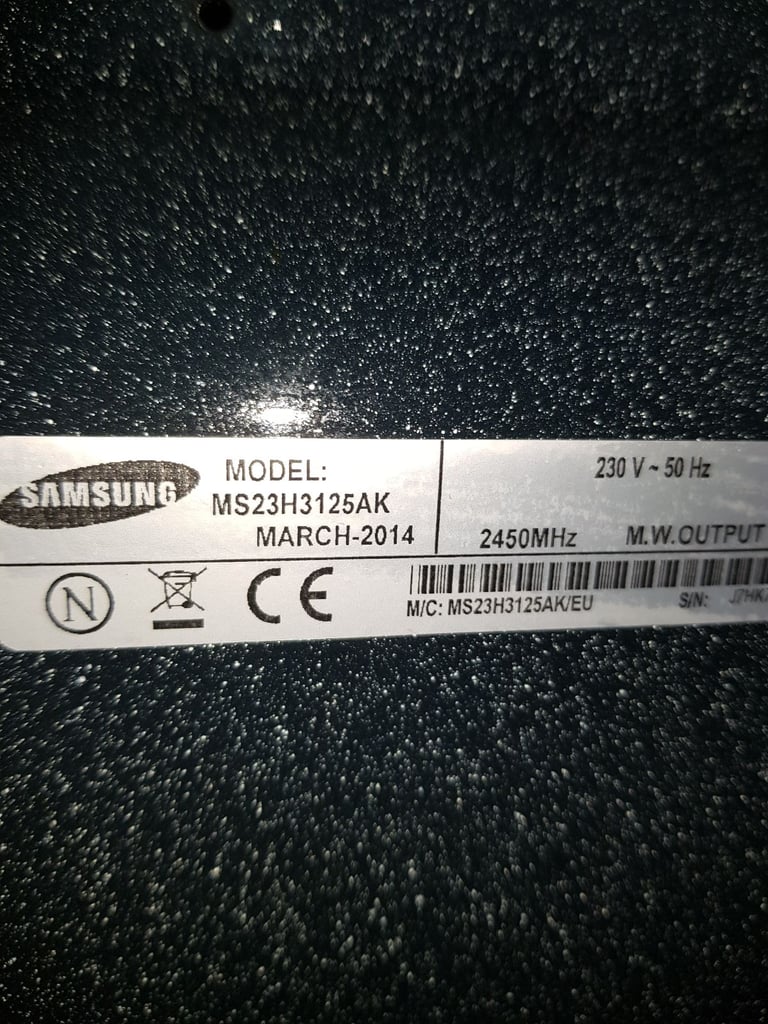 SAMSUNG
MODEL:
MS23H3125AK
MARCH-2014
230 V ~ 50 Hz
2450MHz M.W.OUTPUT
N CE
M/C: MS23H3125AK/EU S/N: